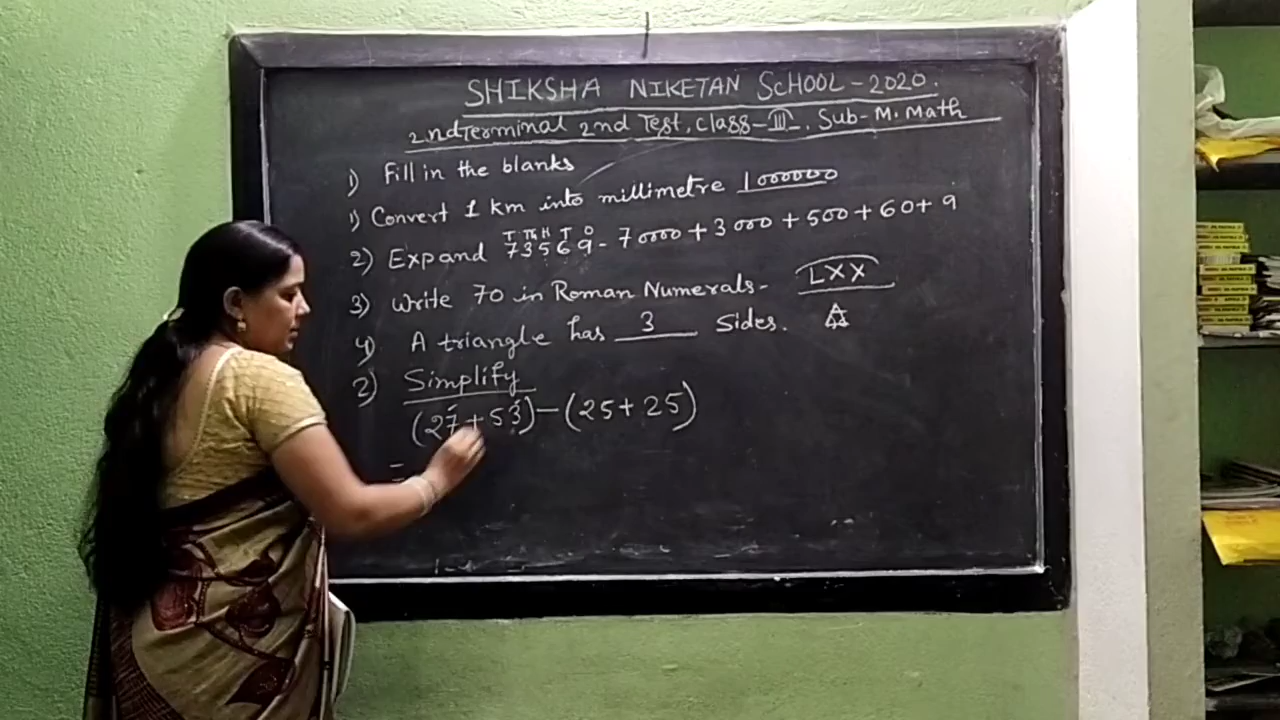 SHIKSHA NIKETAN SCHOOL - 2020.
2nd Terminal 2nd Test, Class - III. Sub - M. Math
1) Fill in the blanks
1) Convert 1 km into millimetre 1000000
T Th H T O
2) Expand 73569 - 70000 + 3000 + 500 + 60 + 9
3) Write 70 in Roman Numerals - LXX
4) A triangle has 3 Sides.
2) Simplify
(27 + 53) - (25 + 25)
=